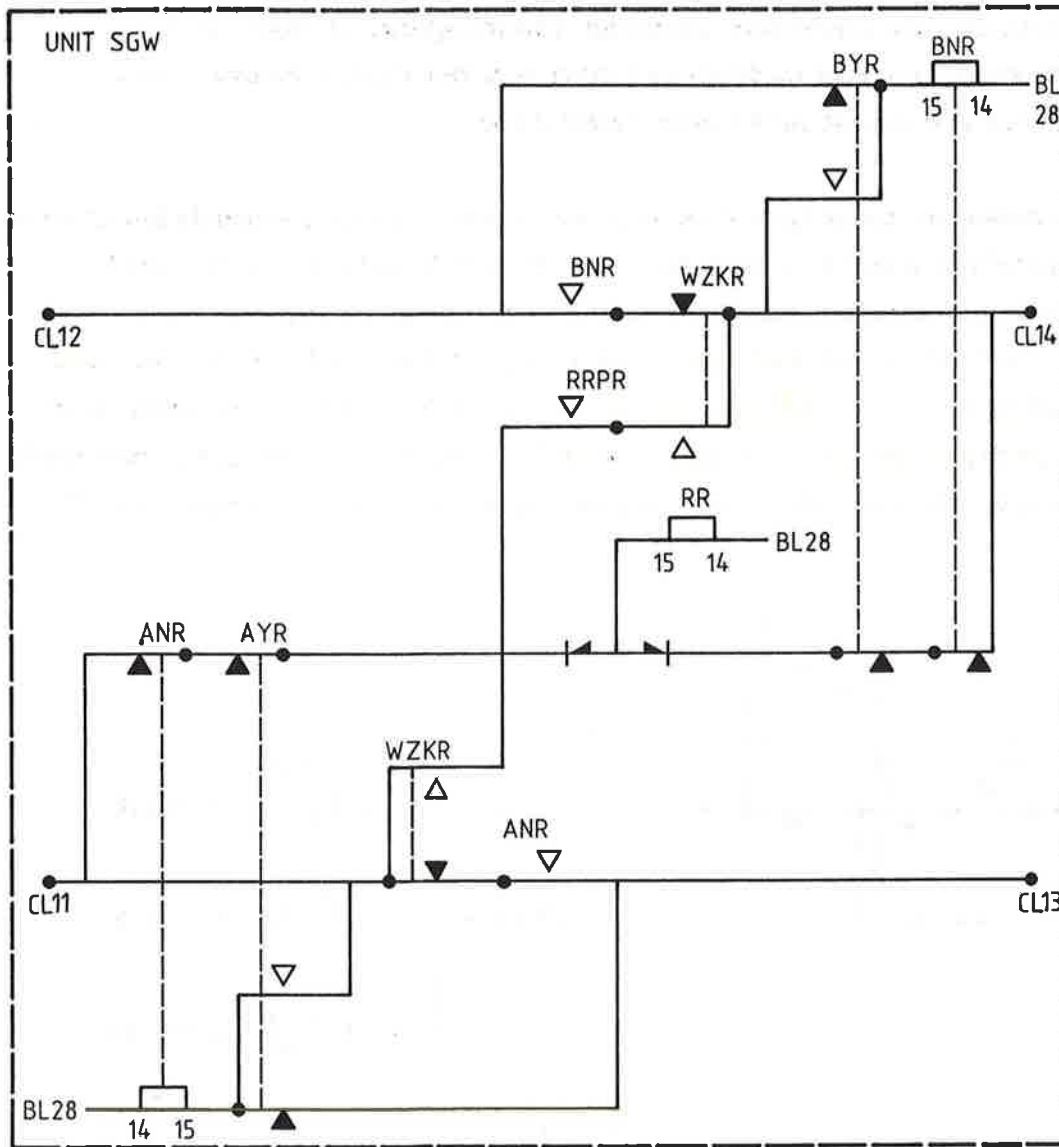 UNIT SGW
BYR
BNR
15
14
BL
28
BNR
WZKR
CL12
CL14
RRPR
RR
15
14
BL28
ANR
AYR
WZKR
ANR
CL11
CL13
BL28
14
15